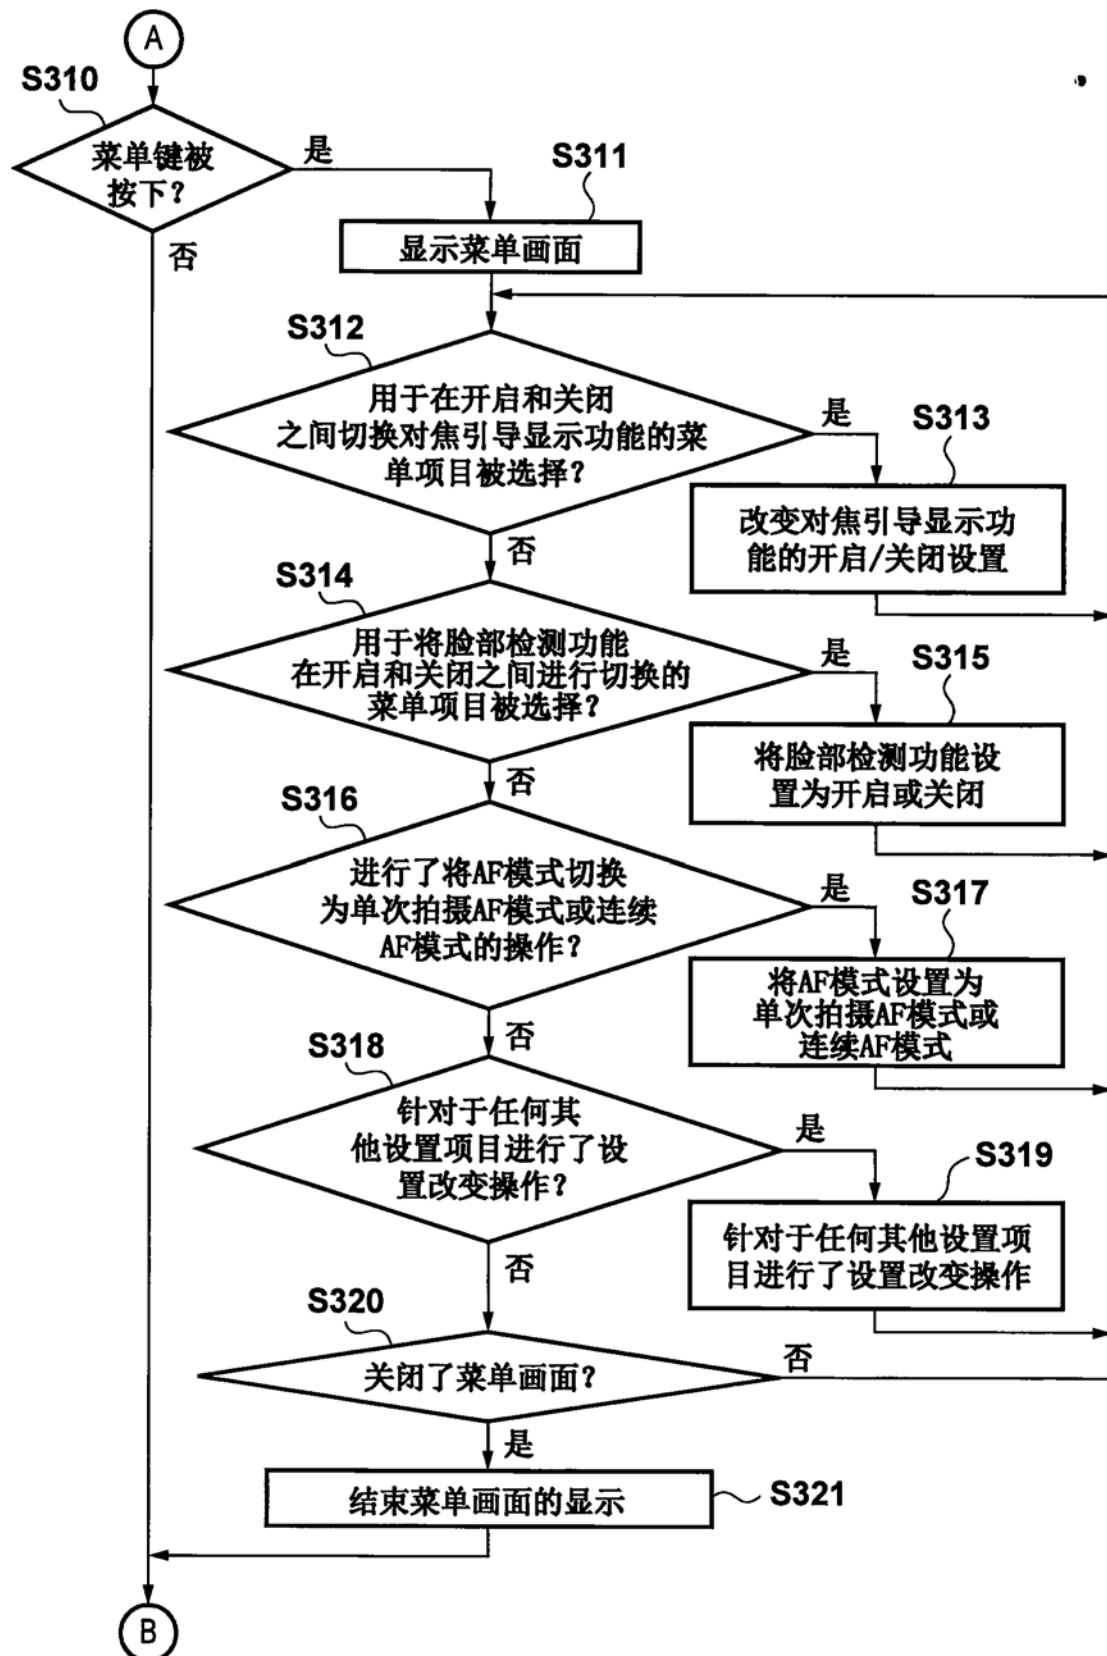 A
S310
菜单键被
按下？
是
否
S311
显示菜单画面
S312
用于在开启和关闭
之间切换对焦引导显示功能的菜
单项目被选择？
是
否
S313
改变对焦引导显示功
能的开启/关闭设置
S314
用于将脸部检测功能
在开启和关闭之间进行切换的
菜单项目被选择？
是
否
S315
将脸部检测功能设
置为开启或关闭
S316
进行了将AF模式切换
为单次拍摄AF模式或连续
AF模式的操作？
是
否
S317
将AF模式设置为
单次拍摄AF模式或
连续AF模式
S318
针对于任何其
他设置项目进行了设
置改变操作？
是
否
S319
针对于任何其他设置项
目进行了设置改变操作
S320
关闭了菜单画面？
否
是
结束菜单画面的显示
S321
B